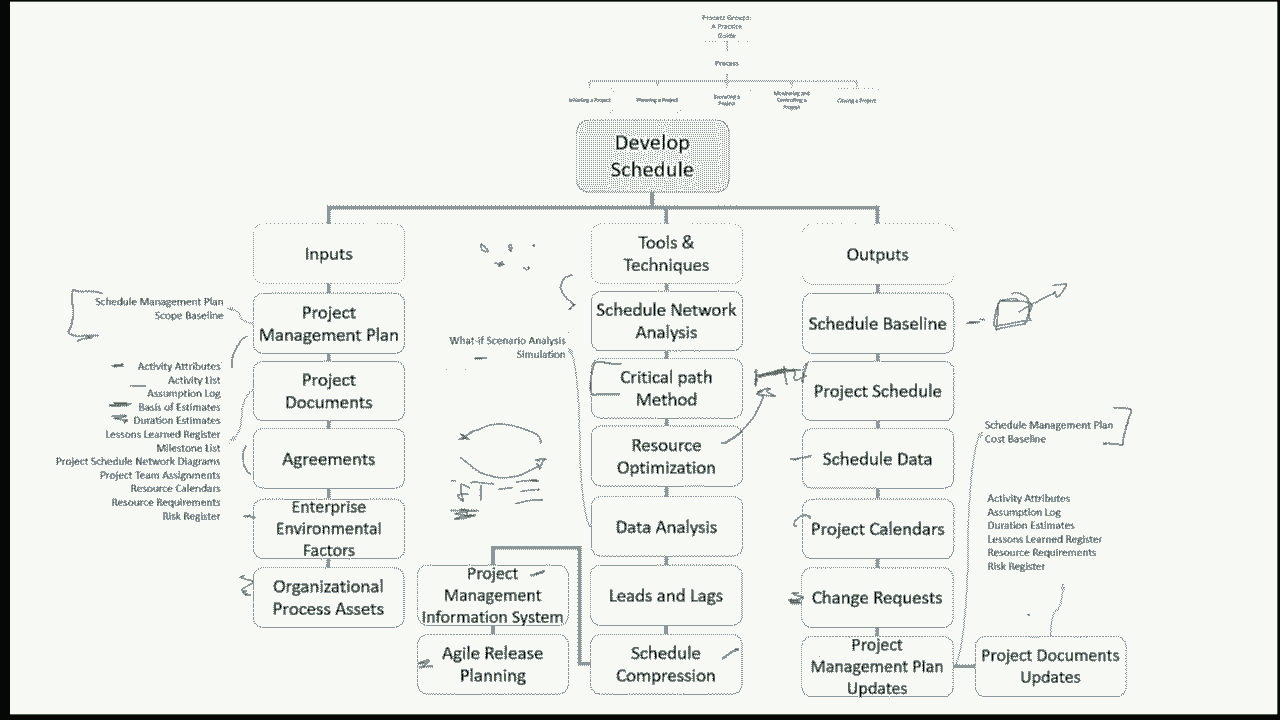 Process Groups:
A Practice
Guide
Process
Initiating a Project
Planning a Project
Executing a
Project
Monitoring and
Controlling a
Project
Closing a Project
Develop
Schedule
Inputs
Project
Management Plan
Project
Documents
Agreements
Enterprise
Environmental
Factors
Organizational
Process Assets
Schedule Management Plan
Scope Baseline
Activity Attributes
Activity List
Assumption Log
Basis of Estimates
Duration Estimates
Lessons Learned Register
Milestone List
Project Schedule Network Diagrams
Project Team Assignments
Resource Calendars
Resource Requirements
Risk Register
Tools &
Techniques
Schedule Network
Analysis
Critical path
Method
Resource
Optimization
Data Analysis
Leads and Lags
Schedule
Compression
What-if Scenario Analysis
Simulation
Project
Management
Information System
Agile Release
Planning
Outputs
Schedule Baseline
Project Schedule
Schedule Data
Project Calendars
Change Requests
Project
Management Plan
Updates
Project Documents
Updates
Schedule Management Plan
Cost Baseline
Activity Attributes
Assumption Log
Duration Estimates
Lessons Learned Register
Resource Requirements
Risk Register